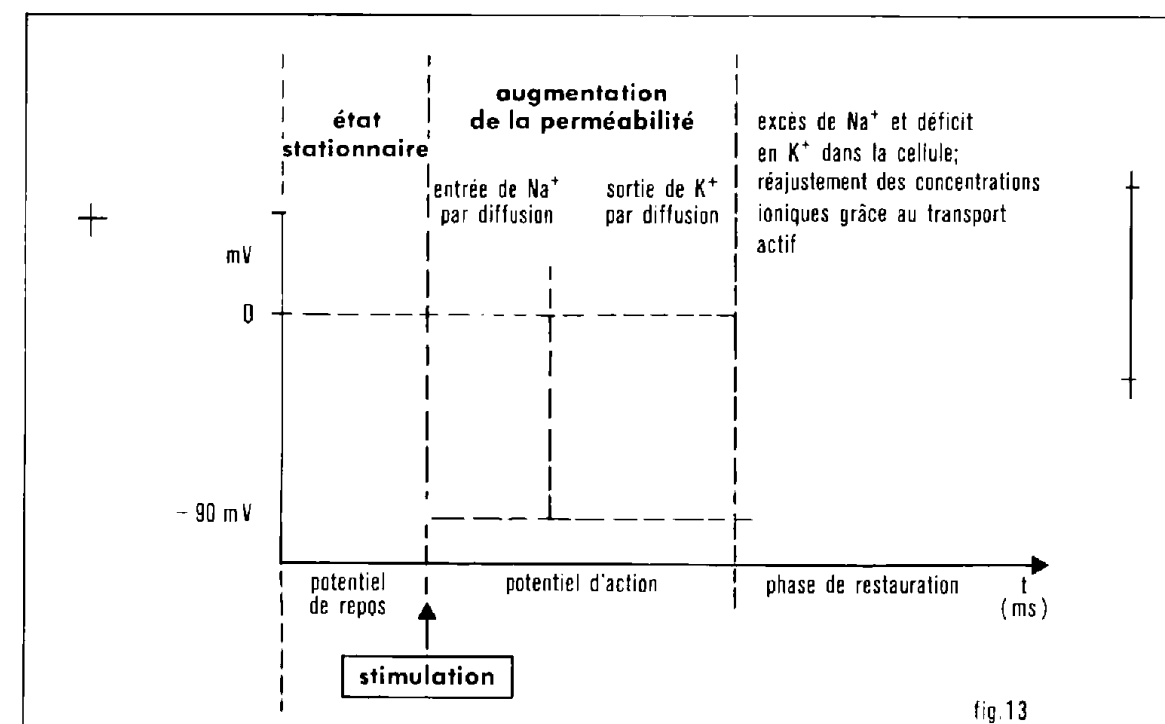 état
stationnaire
augmentation
de la perméabilité
entrée de Na⁺
par diffusion
sortie de K⁺
par diffusion
excès de Na⁺ et déficit
en K⁺ dans la cellule;
réajustement des concentrations
ioniques grâce au transport
actif
mV
0
- 90 mV
potentiel
de repos
potentiel d'action
phase de restauration
t
(ms)
stimulation
fig.13